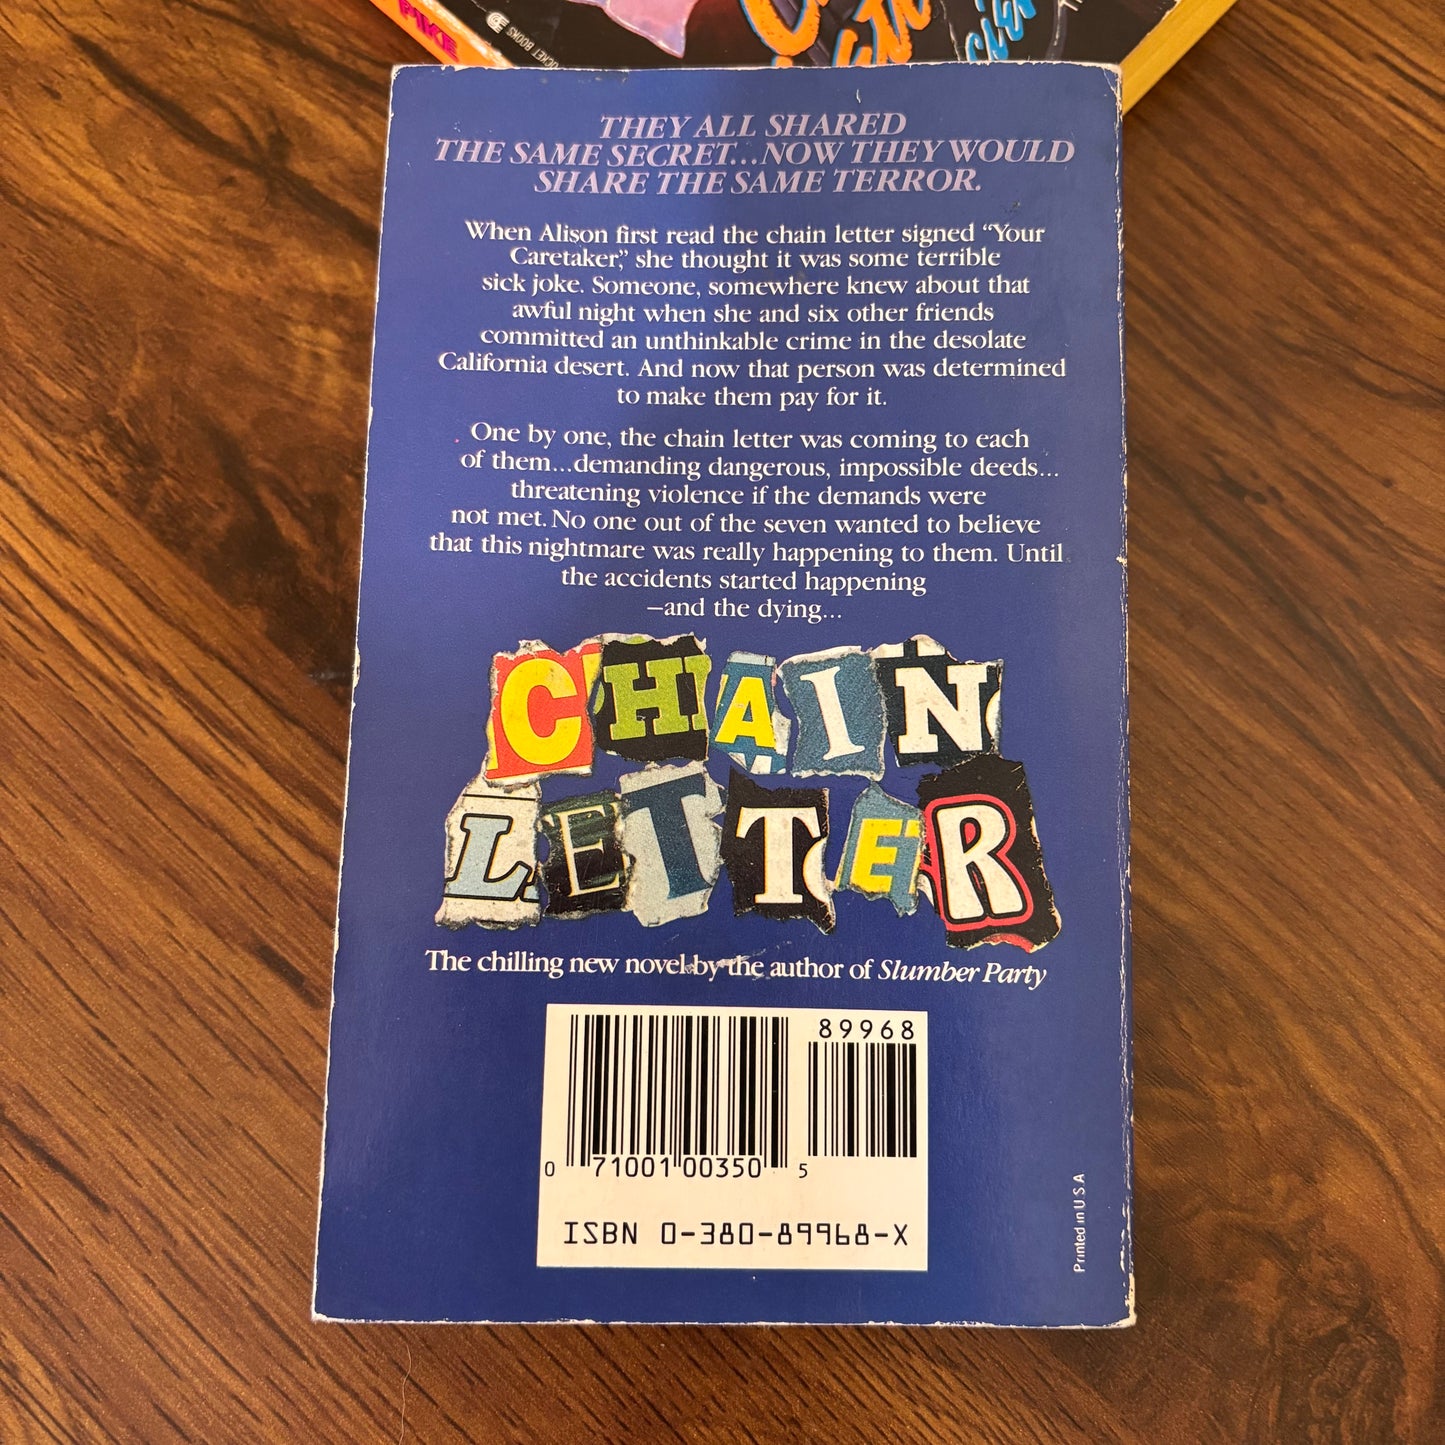 PIKE
POCKET BOOKS
THEY ALL SHARED
THE SAME SECRET...NOW THEY WOULD
SHARE THE SAME TERROR.
When Alison first read the chain letter signed “Your
Caretaker,” she thought it was some terrible
sick joke. Someone, somewhere knew about that
awful night when she and six other friends
committed an unthinkable crime in the desolate
California desert. And now that person was determined
to make them pay for it.
One by one, the chain letter was coming to each
of them...demanding dangerous, impossible deeds...
threatening violence if the demands were
not met. No one out of the seven wanted to believe
that this nightmare was really happening to them. Until
the accidents started happening
—and the dying...
CHAIN
LETTER
The chilling new novel by the author of Slumber Party
89968
0 71001 00350 5
ISBN 0-380-89968-X
Printed in U S A